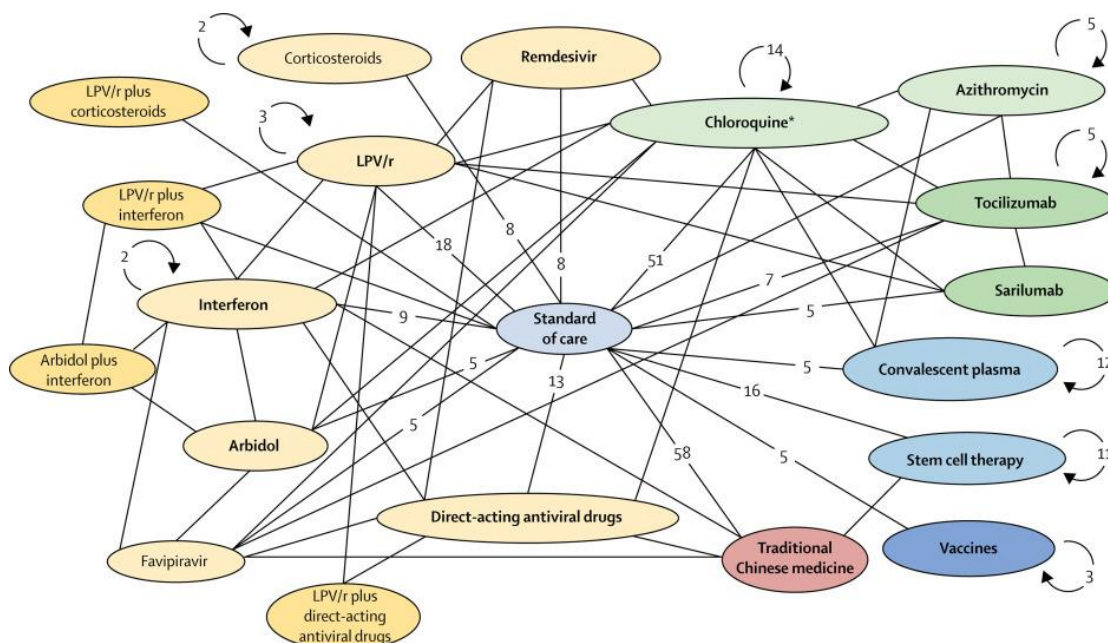 2
Corticosteroids
Remdesivir
14
5
LPV/r plus
corticosteroids
3
Azithromycin
Chloroquine*
LPV/r
5
LPV/r plus
interferon
Tocilizumab
2
18
8
8
51
7
Interferon
Sarilumab
9
Standard
of care
5
Arbidol plus
interferon
5
13
5
Convalescent plasma
12
16
Arbidol
5
58
5
Stem cell therapy
11
Direct-acting antiviral drugs
Favipiravir
Traditional
Chinese medicine
Vaccines
3
LPV/r plus
direct-acting
antiviral drugs